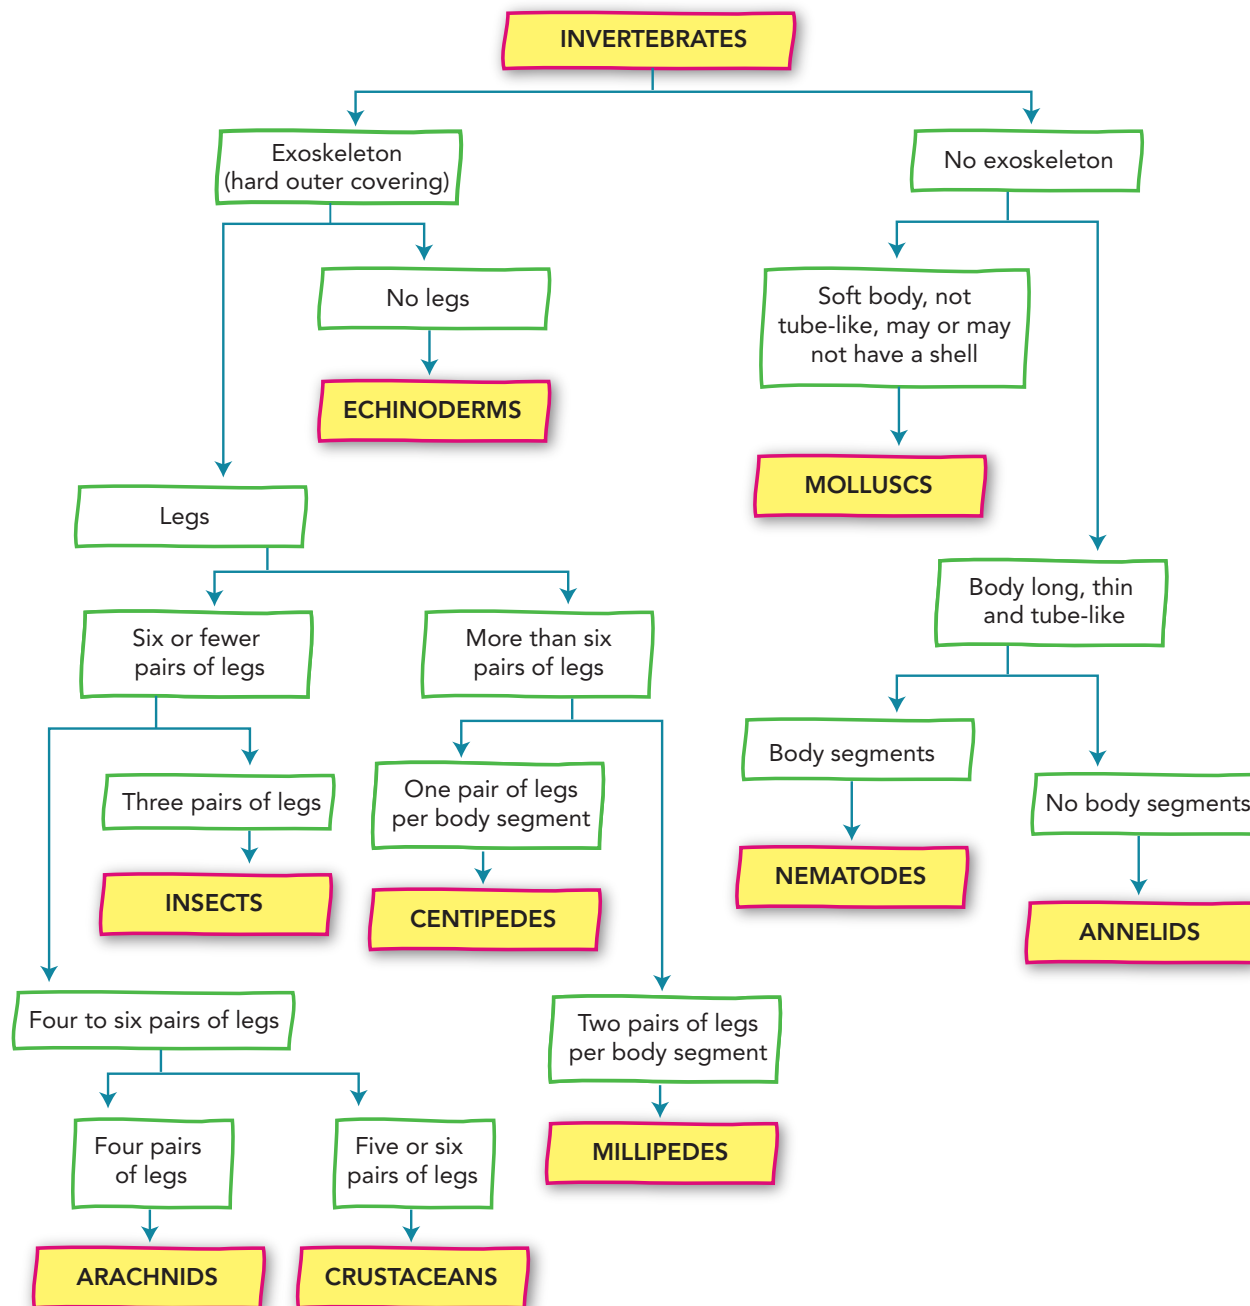 INVERTEBRATES
Exoskeleton
(hard outer covering)
No exoskeleton
No legs
Soft body, not
tube-like, may or may
not have a shell
ECHINODERMS
MOLLUSCS
Legs
Body long, thin
and tube-like
Six or fewer
pairs of legs
More than six
pairs of legs
Body segments
No body segments
Three pairs of legs
One pair of legs
per body segment
NEMATODES
ANNELIDS
INSECTS
CENTIPEDES
Four to six pairs of legs
Two pairs of legs
per body segment
Four pairs
of legs
Five or six
pairs of legs
MILLIPEDES
ARACHNIDS
CRUSTACEANS